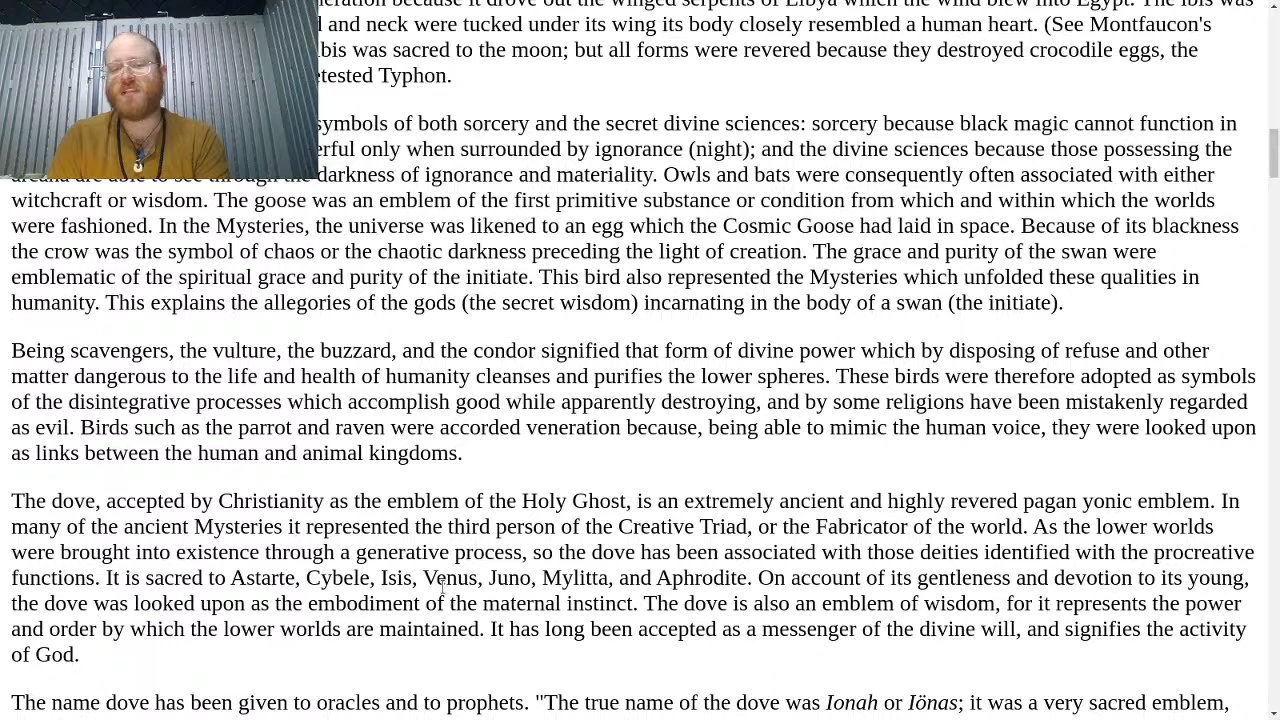 neration because it drove out the winged serpents of Libya which the wind blew into Egypt. The ibis was
l and neck were tucked under its wing its body closely resembled a human heart. (See Montfaucon's
bis was sacred to the moon; but all forms were revered because they destroyed crocodile eggs, the
etested Typhon.
symbols of both sorcery and the secret divine sciences: sorcery because black magic cannot function in
erful only when surrounded by ignorance (night); and the divine sciences because those possessing the
arcana are able to see through the darkness of ignorance and materiality. Owls and bats were consequently often associated with either
witchcraft or wisdom. The goose was an emblem of the first primitive substance or condition from which and within which the worlds
were fashioned. In the Mysteries, the universe was likened to an egg which the Cosmic Goose had laid in space. Because of its blackness
the crow was the symbol of chaos or the chaotic darkness preceding the light of creation. The grace and purity of the swan were
emblematic of the spiritual grace and purity of the initiate. This bird also represented the Mysteries which unfolded these qualities in
humanity. This explains the allegories of the gods (the secret wisdom) incarnating in the body of a swan (the initiate).
Being scavengers, the vulture, the buzzard, and the condor signified that form of divine power which by disposing of refuse and other
matter dangerous to the life and health of humanity cleanses and purifies the lower spheres. These birds were therefore adopted as symbols
of the disintegrative processes which accomplish good while apparently destroying, and by some religions have been mistakenly regarded
as evil. Birds such as the parrot and raven were accorded veneration because, being able to mimic the human voice, they were looked upon
as links between the human and animal kingdoms.
The dove, accepted by Christianity as the emblem of the Holy Ghost, is an extremely ancient and highly revered pagan yonic emblem. In
many of the ancient Mysteries it represented the third person of the Creative Triad, or the Fabricator of the world. As the lower worlds
were brought into existence through a generative process, so the dove has been associated with those deities identified with the procreative
functions. It is sacred to Astarte, Cybele, Isis, Venus, Juno, Mylitta, and Aphrodite. On account of its gentleness and devotion to its young,
the dove was looked upon as the embodiment of the maternal instinct. The dove is also an emblem of wisdom, for it represents the power
and order by which the lower worlds are maintained. It has long been accepted as a messenger of the divine will, and signifies the activity
of God.
The name dove has been given to oracles and to prophets. "The true name of the dove was Ionah or Iönas; it was a very sacred emblem,